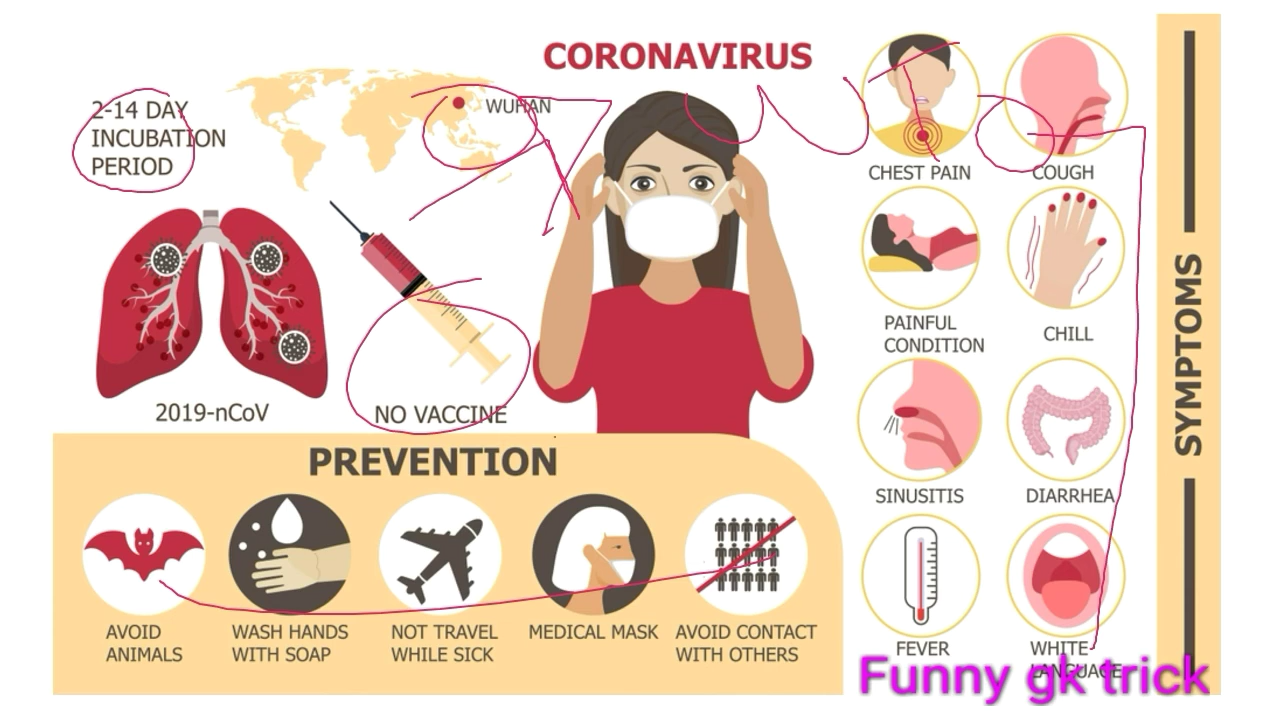 CORONAVIRUS
2-14 DAY
INCUBATION
PERIOD
WUHAN
2019-nCoV
NO VACCINE
CHEST PAIN
COUGH
PAINFUL
CONDITION
CHILL
SINUSITIS
DIARRHEA
FEVER
WHITE
LANGUAGE
SYMPTOMS
PREVENTION
AVOID
ANIMALS
WASH HANDS
WITH SOAP
NOT TRAVEL
WHILE SICK
MEDICAL MASK
AVOID CONTACT
WITH OTHERS
Funny gk trick